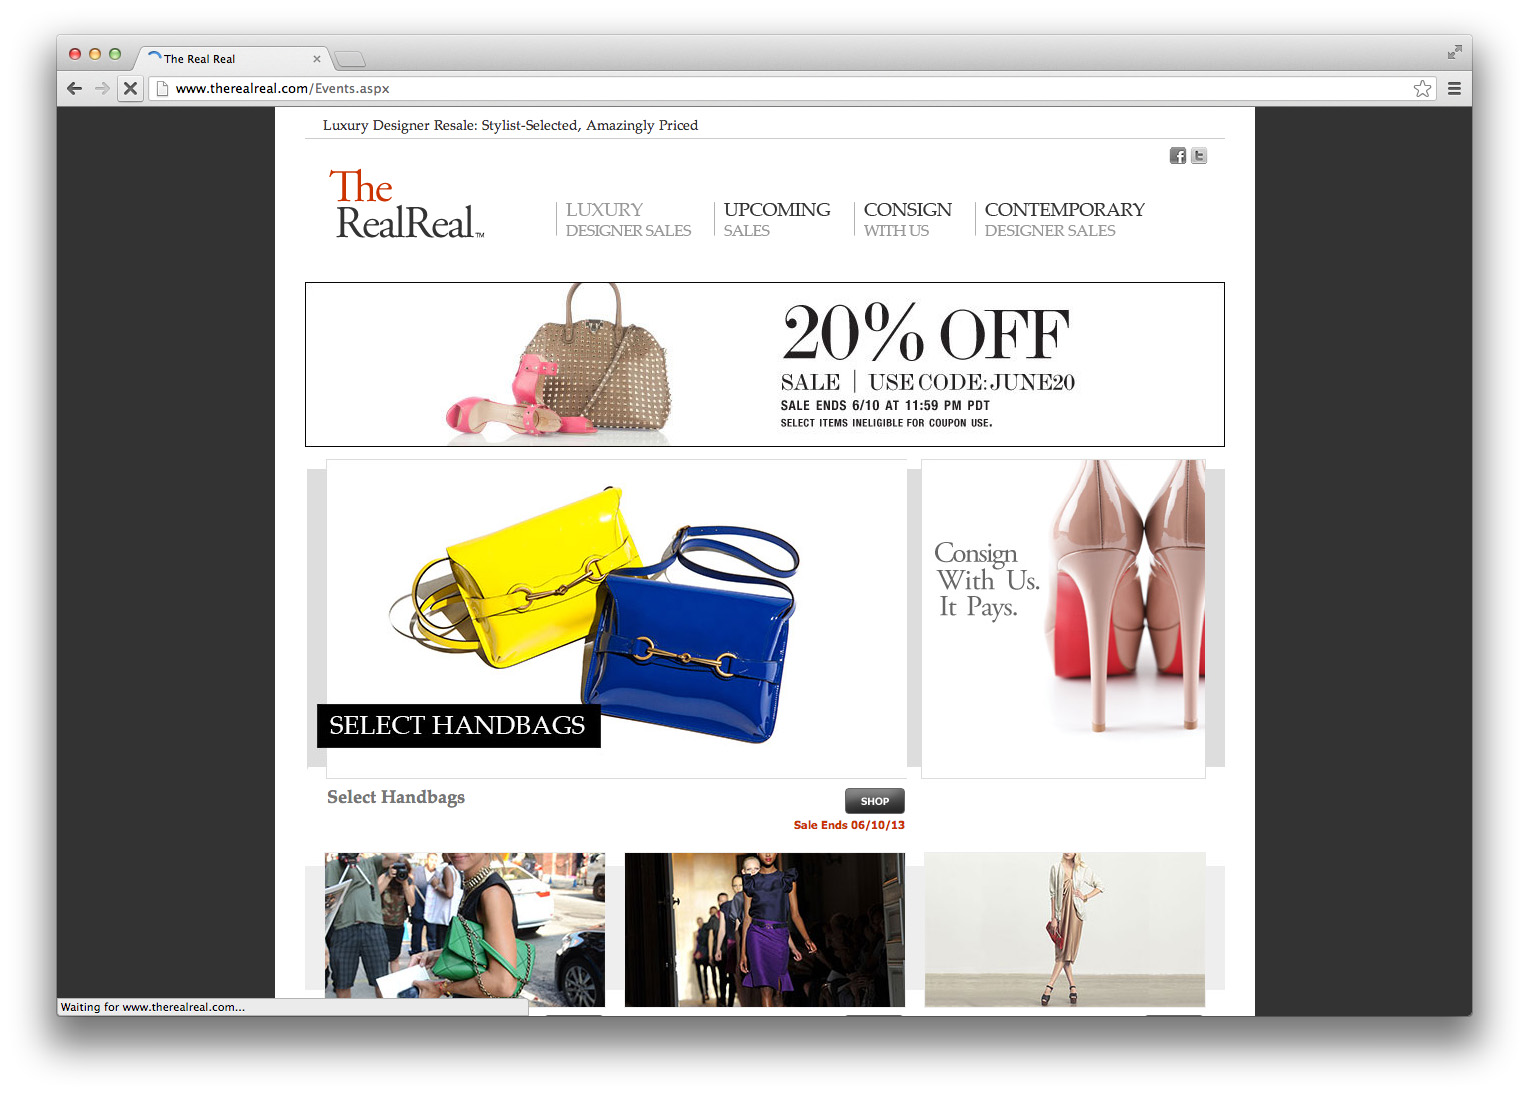 The Real Real
www.therealreal.com/Events.aspx
Luxury Designer Resale: Stylist-Selected, Amazingly Priced
The
RealReal™
LUXURY
DESIGNER SALES
UPCOMING
SALES
CONSIGN
WITH US
CONTEMPORARY
DESIGNER SALES
20% OFF
SALE | USE CODE: JUNE20
SALE ENDS 6/10 AT 11:59 PM PDT
SELECT ITEMS INELIGIBLE FOR COUPON USE.
Consign
With Us.
It Pays.
SELECT HANDBAGS
Select Handbags
SHOP
Sale Ends 06/10/13
Waiting for www.therealreal.com...